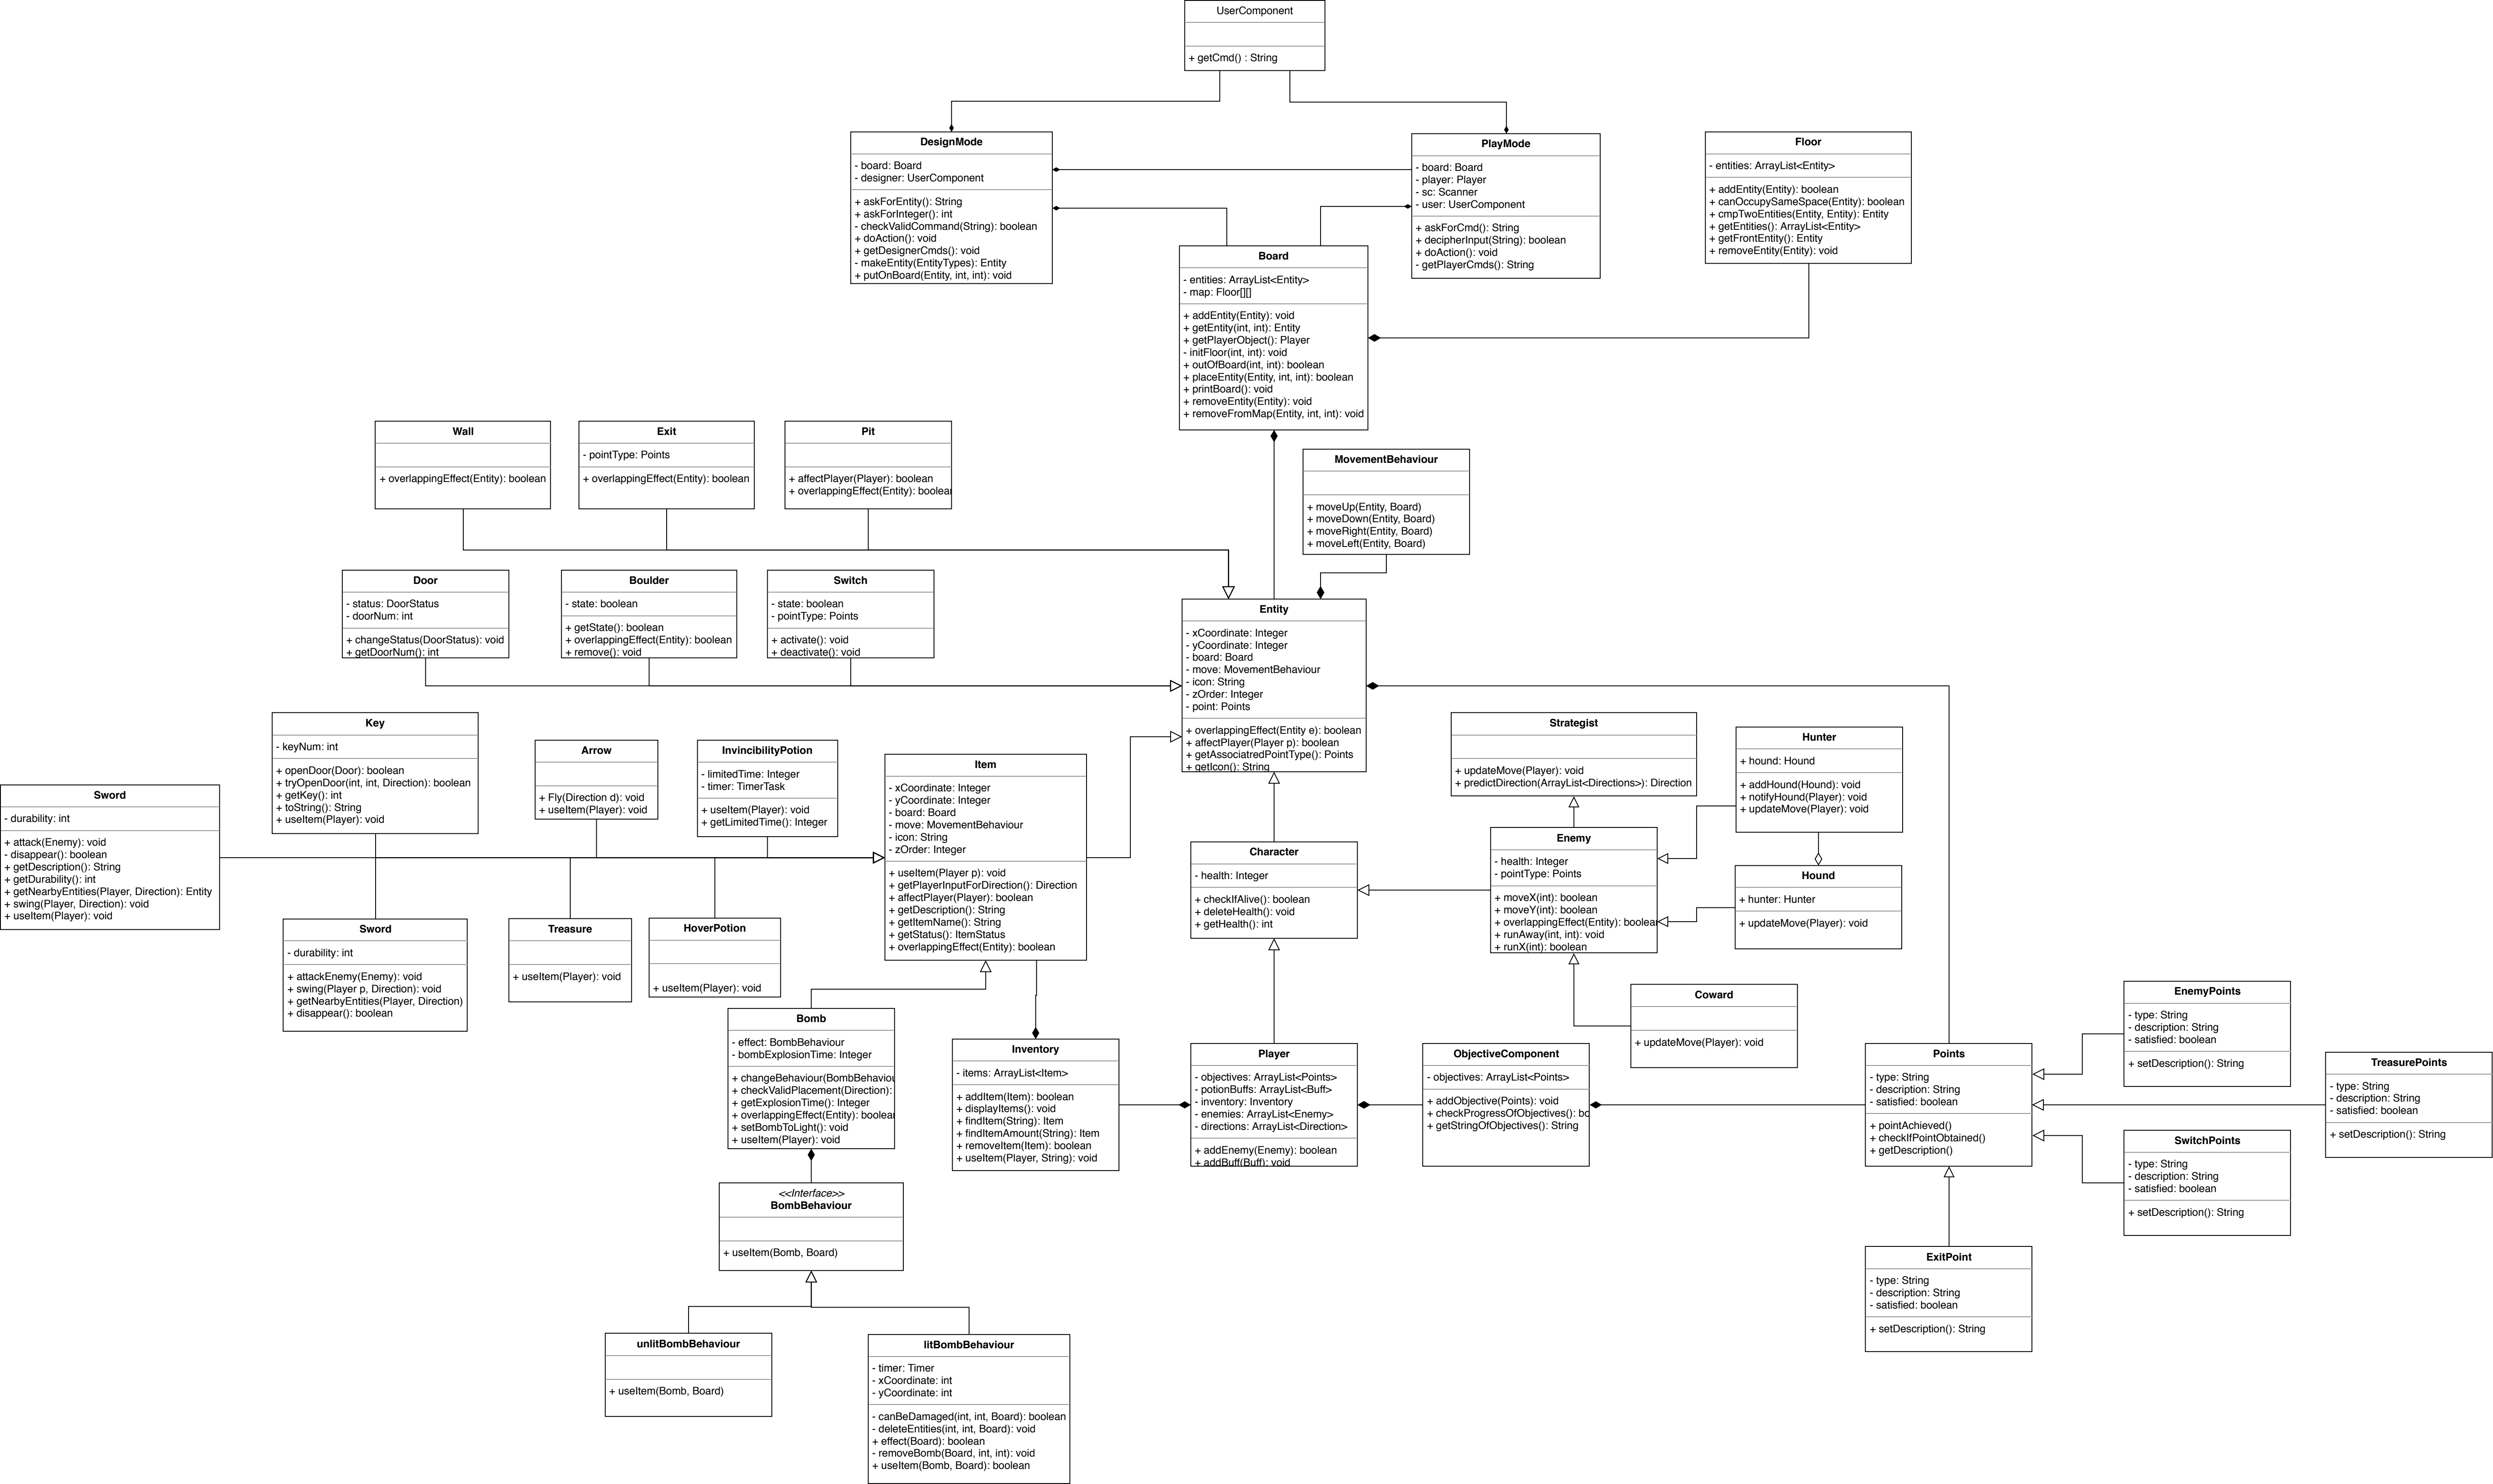 UserComponent
+ getCmd() : String
DesignMode
- board: Board
- designer: UserComponent
+ askForEntity(): String
+ askForInteger(): int
- checkValidCommand(String): boolean
+ doAction(): void
+ getDesignerCmds(): void
- makeEntity(EntityTypes): Entity
+ putOnBoard(Entity, int, int): void
PlayMode
- board: Board
- player: Player
- sc: Scanner
- user: UserComponent
+ askForCmd(): String
+ decipherInput(String): boolean
+ doAction(): void
- getPlayerCmds(): String
Floor
- entities: ArrayList<Entity>
+ addEntity(Entity): boolean
+ canOccupySameSpace(Entity): boolean
+ cmpTwoEntities(Entity, Entity): Entity
+ getEntities(): ArrayList<Entity>
+ getFrontEntity(): Entity
+ removeEntity(Entity): void
Board
- entities: ArrayList<Entity>
- map: Floor[][]
+ addEntity(Entity): void
+ getEntity(int, int): Entity
+ getPlayerObject(): Player
- initFloor(int, int): void
+ outOfBoard(int, int): boolean
+ placeEntity(Entity, int, int): boolean
+ printBoard(): void
+ removeEntity(Entity): void
+ removeFromMap(Entity, int, int): void
Wall
+ overlappingEffect(Entity): boolean
Exit
- pointType: Points
+ overlappingEffect(Entity): boolean
Pit
+ affectPlayer(Player): boolean
+ overlappingEffect(Entity): boolea
MovementBehaviour
+ moveUp(Entity, Board)
+ moveDown(Entity, Board)
+ moveRight(Entity, Board)
+ moveLeft(Entity, Board)
Door
- status: DoorStatus
- doorNum: int
+ changeStatus(DoorStatus): void
+ getDoorNum(): int
Boulder
- state: boolean
+ getState(): boolean
+ overlappingEffect(Entity): boolean
+ remove(): void
Switch
- state: boolean
- pointType: Points
+ activate(): void
+ deactivate(): void
Entity
- xCoordinate: Integer
- yCoordinate: Integer
- board: Board
- move: MovementBehaviour
- icon: String
- zOrder: Integer
- point: Points
+ overlappingEffect(Entity e): boolean
+ affectPlayer(Player p): boolean
+ getAssociatredPointType(): Points
+ getIcon(): String
Key
- keyNum: int
+ openDoor(Door): boolean
+ tryOpenDoor(int, int, Direction): boolean
+ getKey(): int
+ toString(): String
+ useItem(Player): void
Arrow
+ Fly(Direction d): void
+ useItem(Player): void
InvincibilityPotion
- limitedTime: Integer
- timer: TimerTask
+ useItem(Player): void
+ getLimitedTime(): Integer
Item
- xCoordinate: Integer
- yCoordinate: Integer
- board: Board
- move: MovementBehaviour
- icon: String
- zOrder: Integer
+ useItem(Player p): void
+ getPlayerInputForDirection(): Direction
+ affectPlayer(Player): boolean
+ getDescription(): String
+ getItemName(): String
+ getStatus(): ItemStatus
+ overlappingEffect(Entity): boolean
Strategist
+ updateMove(Player): void
+ predictDirection(ArrayList<Directions>): Direction
Hunter
+ hound: Hound
+ addHound(Hound): void
+ notifyHound(Player): void
+ updateMove(Player): void
Sword
- durability: int
+ attack(Enemy): void
- disappear(): boolean
+ getDescription(): String
+ getDurability(): int
+ getNearbyEntities(Player, Direction): Entity
+ swing(Player, Direction): void
+ useItem(Player): void
Character
- health: Integer
+ checkIfAlive(): boolean
+ deleteHealth(): void
+ getHealth(): int
Enemy
- health: Integer
- pointType: Points
+ moveX(int): boolean
+ moveY(int): boolean
+ overlappingEffect(Entity): boolea
+ runAway(int, int): void
+ runX(int): boolean
Hound
+ hunter: Hunter
+ updateMove(Player): void
Sword
- durability: int
+ attackEnemy(Enemy): void
+ swing(Player p, Direction): void
+ getNearbyEntities(Player, Direction)
+ disappear(): boolean
Treasure
+ useItem(Player): void
HoverPotion
+ useItem(Player): void
Coward
+ updateMove(Player): void
Bomb
- effect: BombBehaviour
- bombExplosionTime: Integer
+ changeBehaviour(BombBehaviou
+ checkValidPlacement(Direction):
+ getExplosionTime(): Integer
+ overlappingEffect(Entity): boolea
+ setBombToLight(): void
+ useItem(Player): void
Inventory
- items: ArrayList<Item>
+ addItem(Item): boolean
+ displayItems(): void
+ findItem(String): Item
+ findItemAmount(String): Item
+ removeItem(Item): boolean
+ useItem(Player, String): void
Player
- objectives: ArrayList<Points>
- potionBuffs: ArrayList<Buff>
- inventory: Inventory
- enemies: ArrayList<Enemy>
- directions: ArrayList<Direction>
+ addEnemy(Enemy): boolean
+ addBuff(Buff): void
ObjectiveComponent
- objectives: ArrayList<Points>
+ addObjective(Points): void
+ checkProgressOfObjectives(): bo
+ getStringOfObjectives(): String
Points
- type: String
- description: String
- satisfied: boolean
+ pointAchieved()
+ checkIfPointObtained()
+ getDescription()
EnemyPoints
- type: String
- description: String
- satisfied: boolean
+ setDescription(): String
TreasurePoints
- type: String
- description: String
- satisfied: boolean
+ setDescription(): String
SwitchPoints
- type: String
- description: String
- satisfied: boolean
+ setDescription(): String
<<Interface>>
BombBehaviour
+ useItem(Bomb, Board)
ExitPoint
- type: String
- description: String
- satisfied: boolean
+ setDescription(): String
unlitBombBehaviour
+ useItem(Bomb, Board)
litBombBehaviour
- timer: Timer
- xCoordinate: int
- yCoordinate: int
- canBeDamaged(int, int, Board): boolean
- deleteEntities(int, int, Board): void
+ effect(Board): boolean
- removeBomb(Board, int, int): void
+ useItem(Bomb, Board): boolean